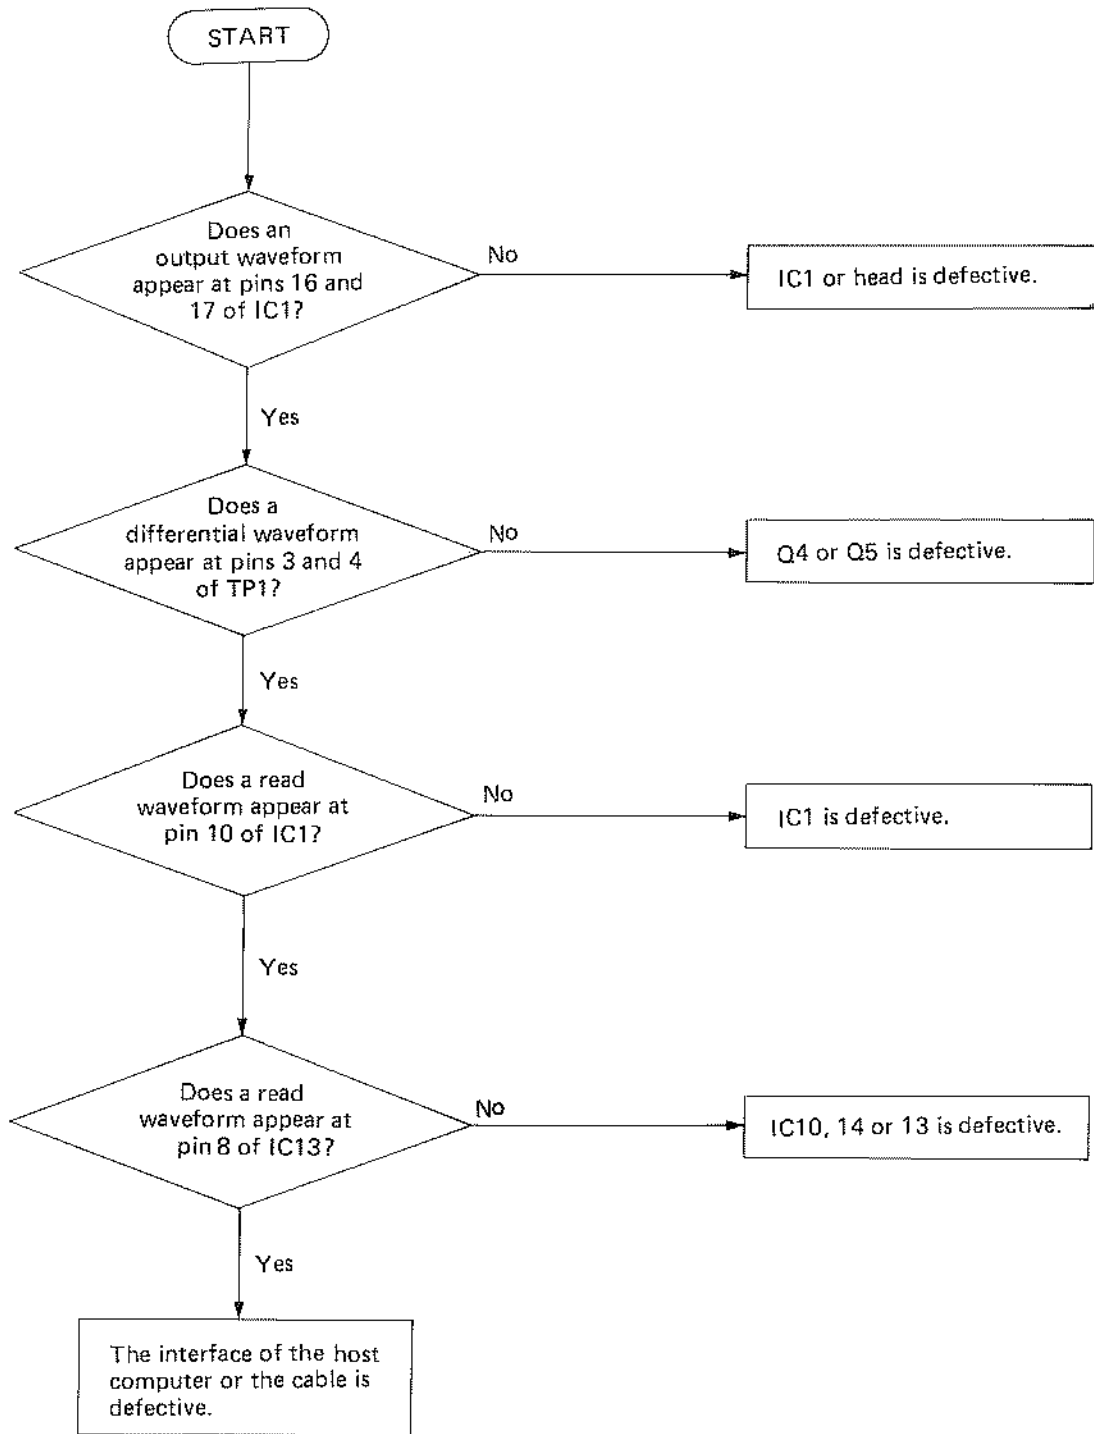 START
Does an
output waveform
appear at pins 16 and
17 of IC1?
No
IC1 or head is defective.
Yes
Does a
differential waveform
appear at pins 3 and 4
of TP1?
No
Q4 or Q5 is defective.
Yes
Does a read
waveform appear at
pin 10 of IC1?
No
IC1 is defective.
Yes
Does a read
waveform appear at
pin 8 of IC13?
No
IC10, 14 or 13 is defective.
Yes
The interface of the host
computer or the cable is
defective.